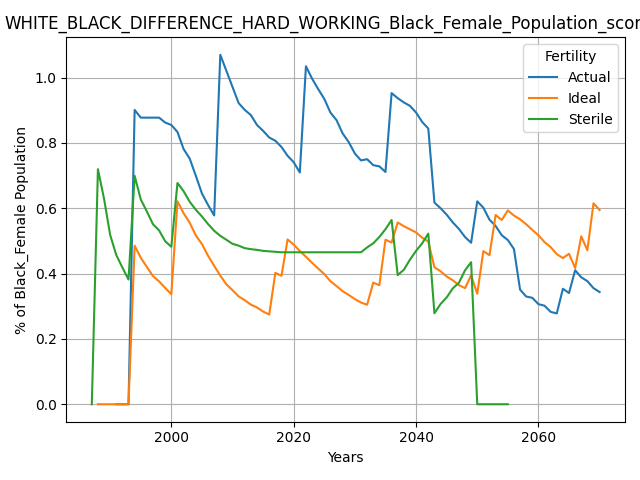 WHITE_BLACK_DIFFERENCE_HARD_WORKING_Black_Female_Population_scor
Fertility
Actual
Ideal
Sterile
% of Black_Female Population
1.0
0.8
0.6
0.4
0.2
0.0
2000 2020 2040 2060
Years